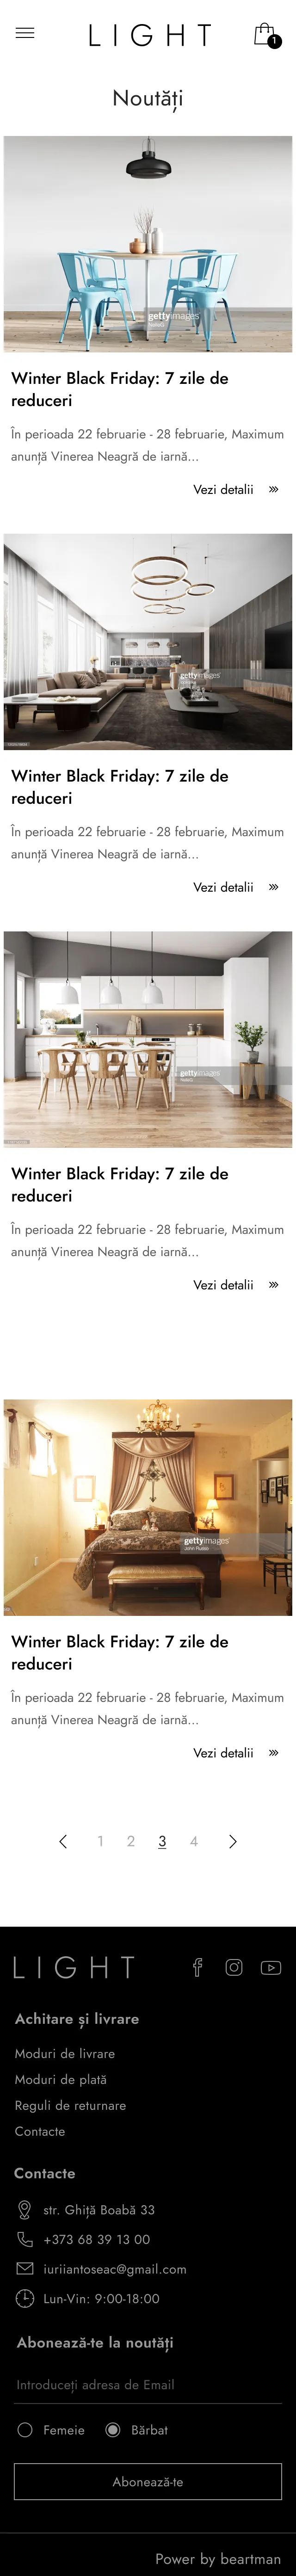 LIGHT
1
Noutăți
gettyimages
Winter Black Friday: 7 zile de
reduceri
În perioada 22 februarie - 28 februarie, Maximum
anunță Vinerea Neagră de iarnă...
Vezi detalii
gettyimages
Winter Black Friday: 7 zile de
reduceri
În perioada 22 februarie - 28 februarie, Maximum
anunță Vinerea Neagră de iarnă...
Vezi detalii
gettyimages
Winter Black Friday: 7 zile de
reduceri
În perioada 22 februarie - 28 februarie, Maximum
anunță Vinerea Neagră de iarnă...
Vezi detalii
gettyimages
Winter Black Friday: 7 zile de
reduceri
În perioada 22 februarie - 28 februarie, Maximum
anunță Vinerea Neagră de iarnă...
Vezi detalii
1 2 3 4
LIGHT
Achitare și livrare
Moduri de livrare
Moduri de plată
Reguli de returnare
Contacte
Contacte
str. Ghiță Boabă 33
+373 68 39 13 00
iuriiantoseac@gmail.com
Lun-Vin: 9:00-18:00
Abonează-te la noutăți
Introduceți adresa de Email
Femeie Bărbat
Abonează-te
Power by beartman